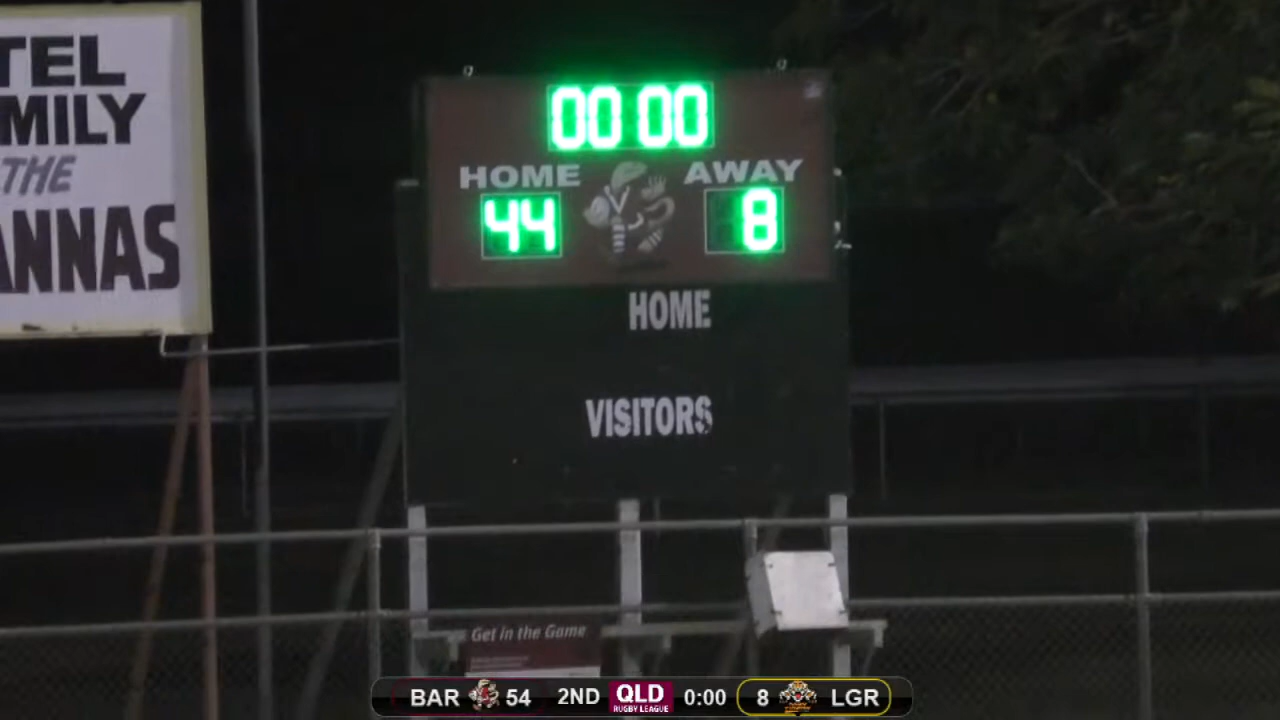 TEL
MILY
THE
ANNAS
00 00
HOME AWAY
44 8
HOME
VISITORS
Get in the Game
BAR 54 2ND QLD RUGBY LEAGUE 0:00 8 LGR